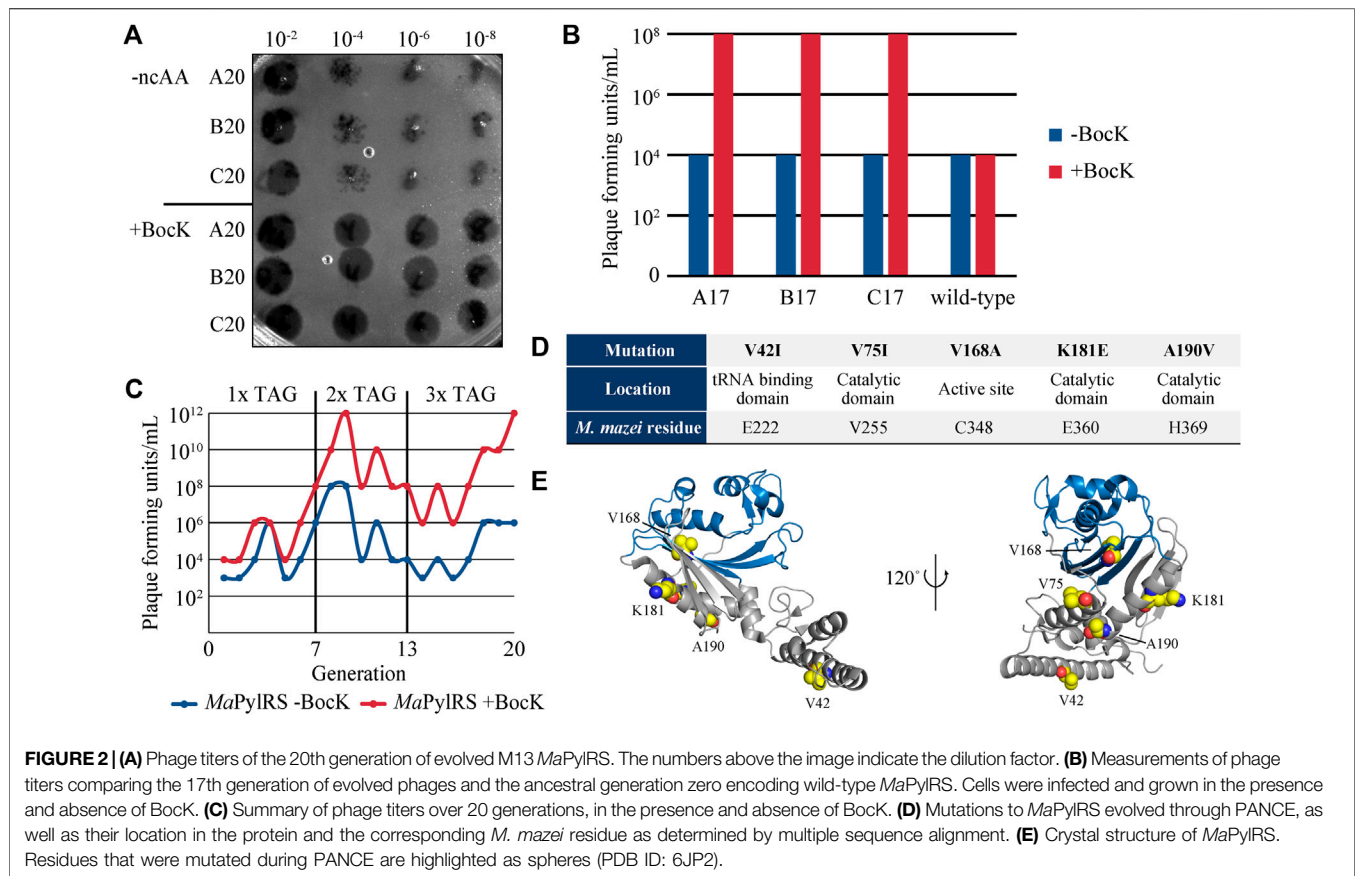 A
10-2 10-4 10-6 10-8
-ncAA A20
B20
C20
+BocK A20
B20
C20
B
Plaque forming units/mL
10^8
10^6
10^4
10^2
0
A17 B17 C17 wild-type
-BocK
+BocK
C
1x TAG 2x TAG 3x TAG
Plaque forming units/mL
10^12
10^10
10^8
10^6
10^4
10^2
0 7 13 20
Generation
MaPylRS -BocK MaPylRS +BocK
D
Mutation V42I V75I V168A K181E A190V
Location tRNA binding domain Catalytic domain Active site Catalytic domain Catalytic domain
M. mazei residue E222 V255 C348 E360 H369
E
V168
K181
A190
V42
120°
V168
V75
K181
A190
V42
FIGURE 2 | (A) Phage titers of the 20th generation of evolved M13 MaPylRS. The numbers above the image indicate the dilution factor. (B) Measurements of phage
titers comparing the 17th generation of evolved phages and the ancestral generation zero encoding wild-type MaPylRS. Cells were infected and grown in the presence
and absence of BocK. (C) Summary of phage titers over 20 generations, in the presence and absence of BocK. (D) Mutations to MaPylRS evolved through PANCE, as
well as their location in the protein and the corresponding M. mazei residue as determined by multiple sequence alignment. (E) Crystal structure of MaPylRS.
Residues that were mutated during PANCE are highlighted as spheres (PDB ID: 6JP2).